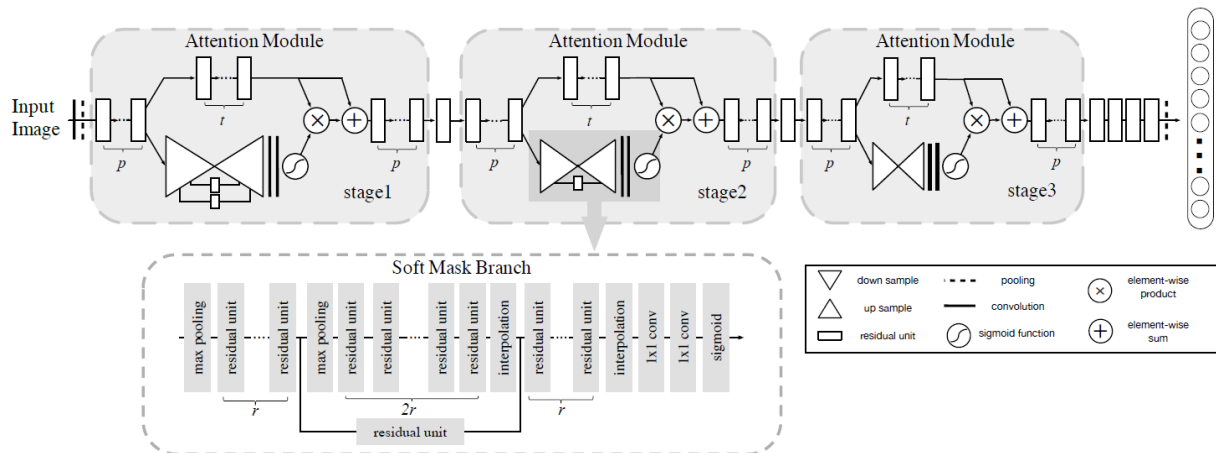 Attention Module
Attention Module
Attention Module
Input
Image
p
t
p
stage1
p
t
p
stage2
p
t
p
stage3
Soft Mask Branch
max pooling
residual unit
residual unit
max pooling
residual unit
residual unit
residual unit
residual unit
interpolation
residual unit
residual unit
interpolation
1x1 conv
1x1 conv
sigmoid
r
2r
r
residual unit
down sample
pooling
element-wise
product
up sample
convolution
residual unit
sigmoid function
element-wise
sum